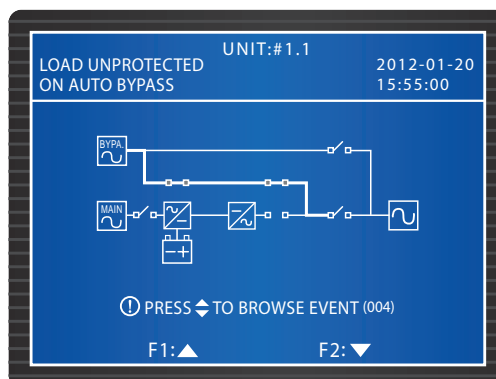 UNIT:#1.1
LOAD UNPROTECTED
ON AUTO BYPASS
2012-01-20
15:55:00
BYPA.
MAIN
PRESS TO BROWSE EVENT (004)
F1:
F2: